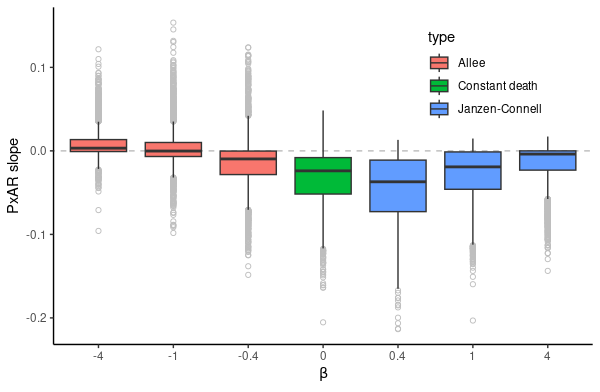 type
Allee
Constant death
Janzen-Connell
PxAR slope
0.1
0.0
-0.1
-0.2
-4
-1
-0.4
0
0.4
1
4
β